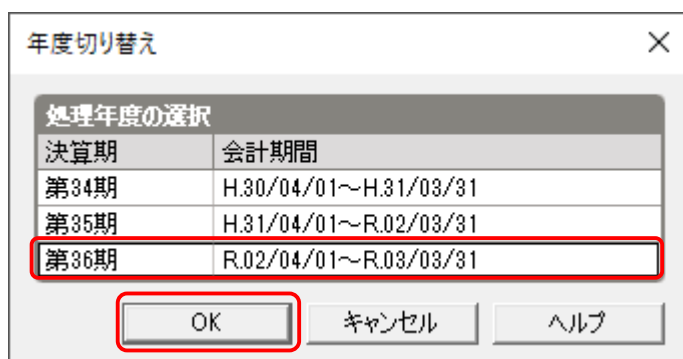 年度切り替え
処理年度の選択
決算期 会計期間
第34期 H.30/04/01～H.31/03/31
第35期 H.31/04/01～R.02/03/31
第36期 R.02/04/01～R.03/03/31
OK キャンセル ヘルプ